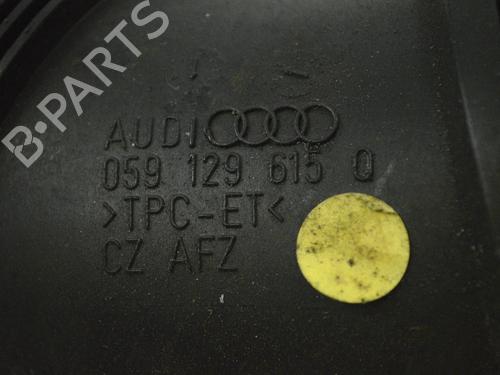 B-PARTS
AUDI
059 129 615 Q
>TPC-ET<
CZ AFZ